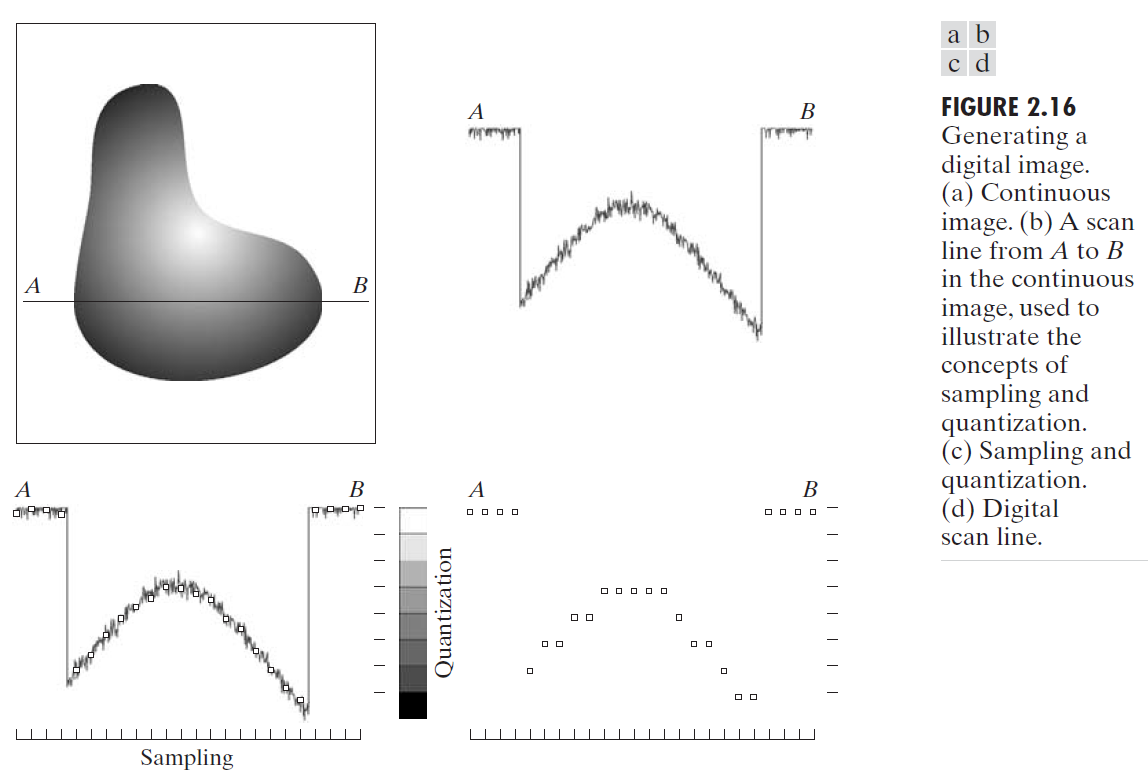 A
B
A
B
A
B
Quantization
Sampling
A
B
a b
c d
FIGURE 2.16
Generating a
digital image.
(a) Continuous
image. (b) A scan
line from A to B
in the continuous
image, used to
illustrate the
concepts of
sampling and
quantization.
(c) Sampling and
quantization.
(d) Digital
scan line.